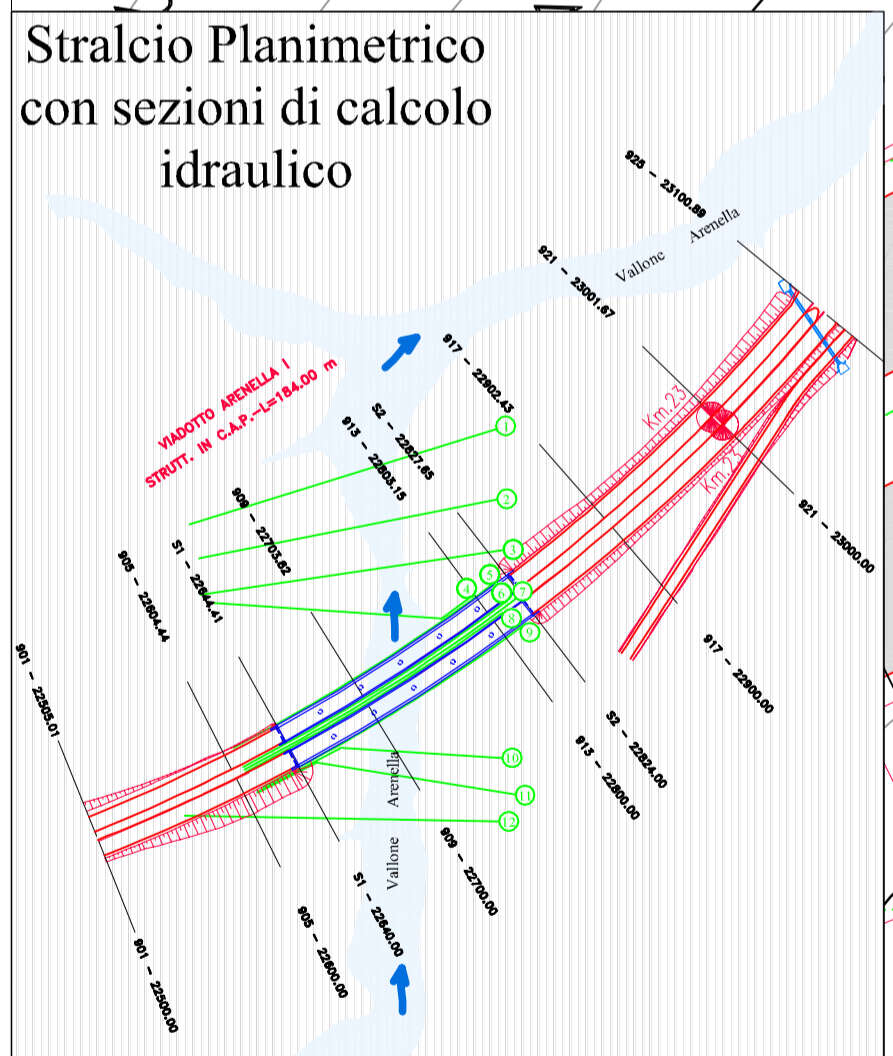 Stralcio Planimetrico
con sezioni di calcolo
idraulico
925 - 23100.89
Vallone Arenella
921 - 23001.67
917 - 22902.43
VIADOTTO ARENELLA I
STRUTT. IN C.A.P.-L=184.00 m
S2 - 22827.65
913 - 22803.15
Km.23
Km.23
1
2
909 - 22703.62
S1 - 22644.41
905 - 22604.44
921 - 23000.00
3
4
5
6
7
8
9
901 - 22505.01
917 - 22900.00
S2 - 22824.00
913 - 22800.00
10
11
12
Vallone Arenella
909 - 22700.00
S1 - 22640.00
905 - 22600.00
901 - 22500.00